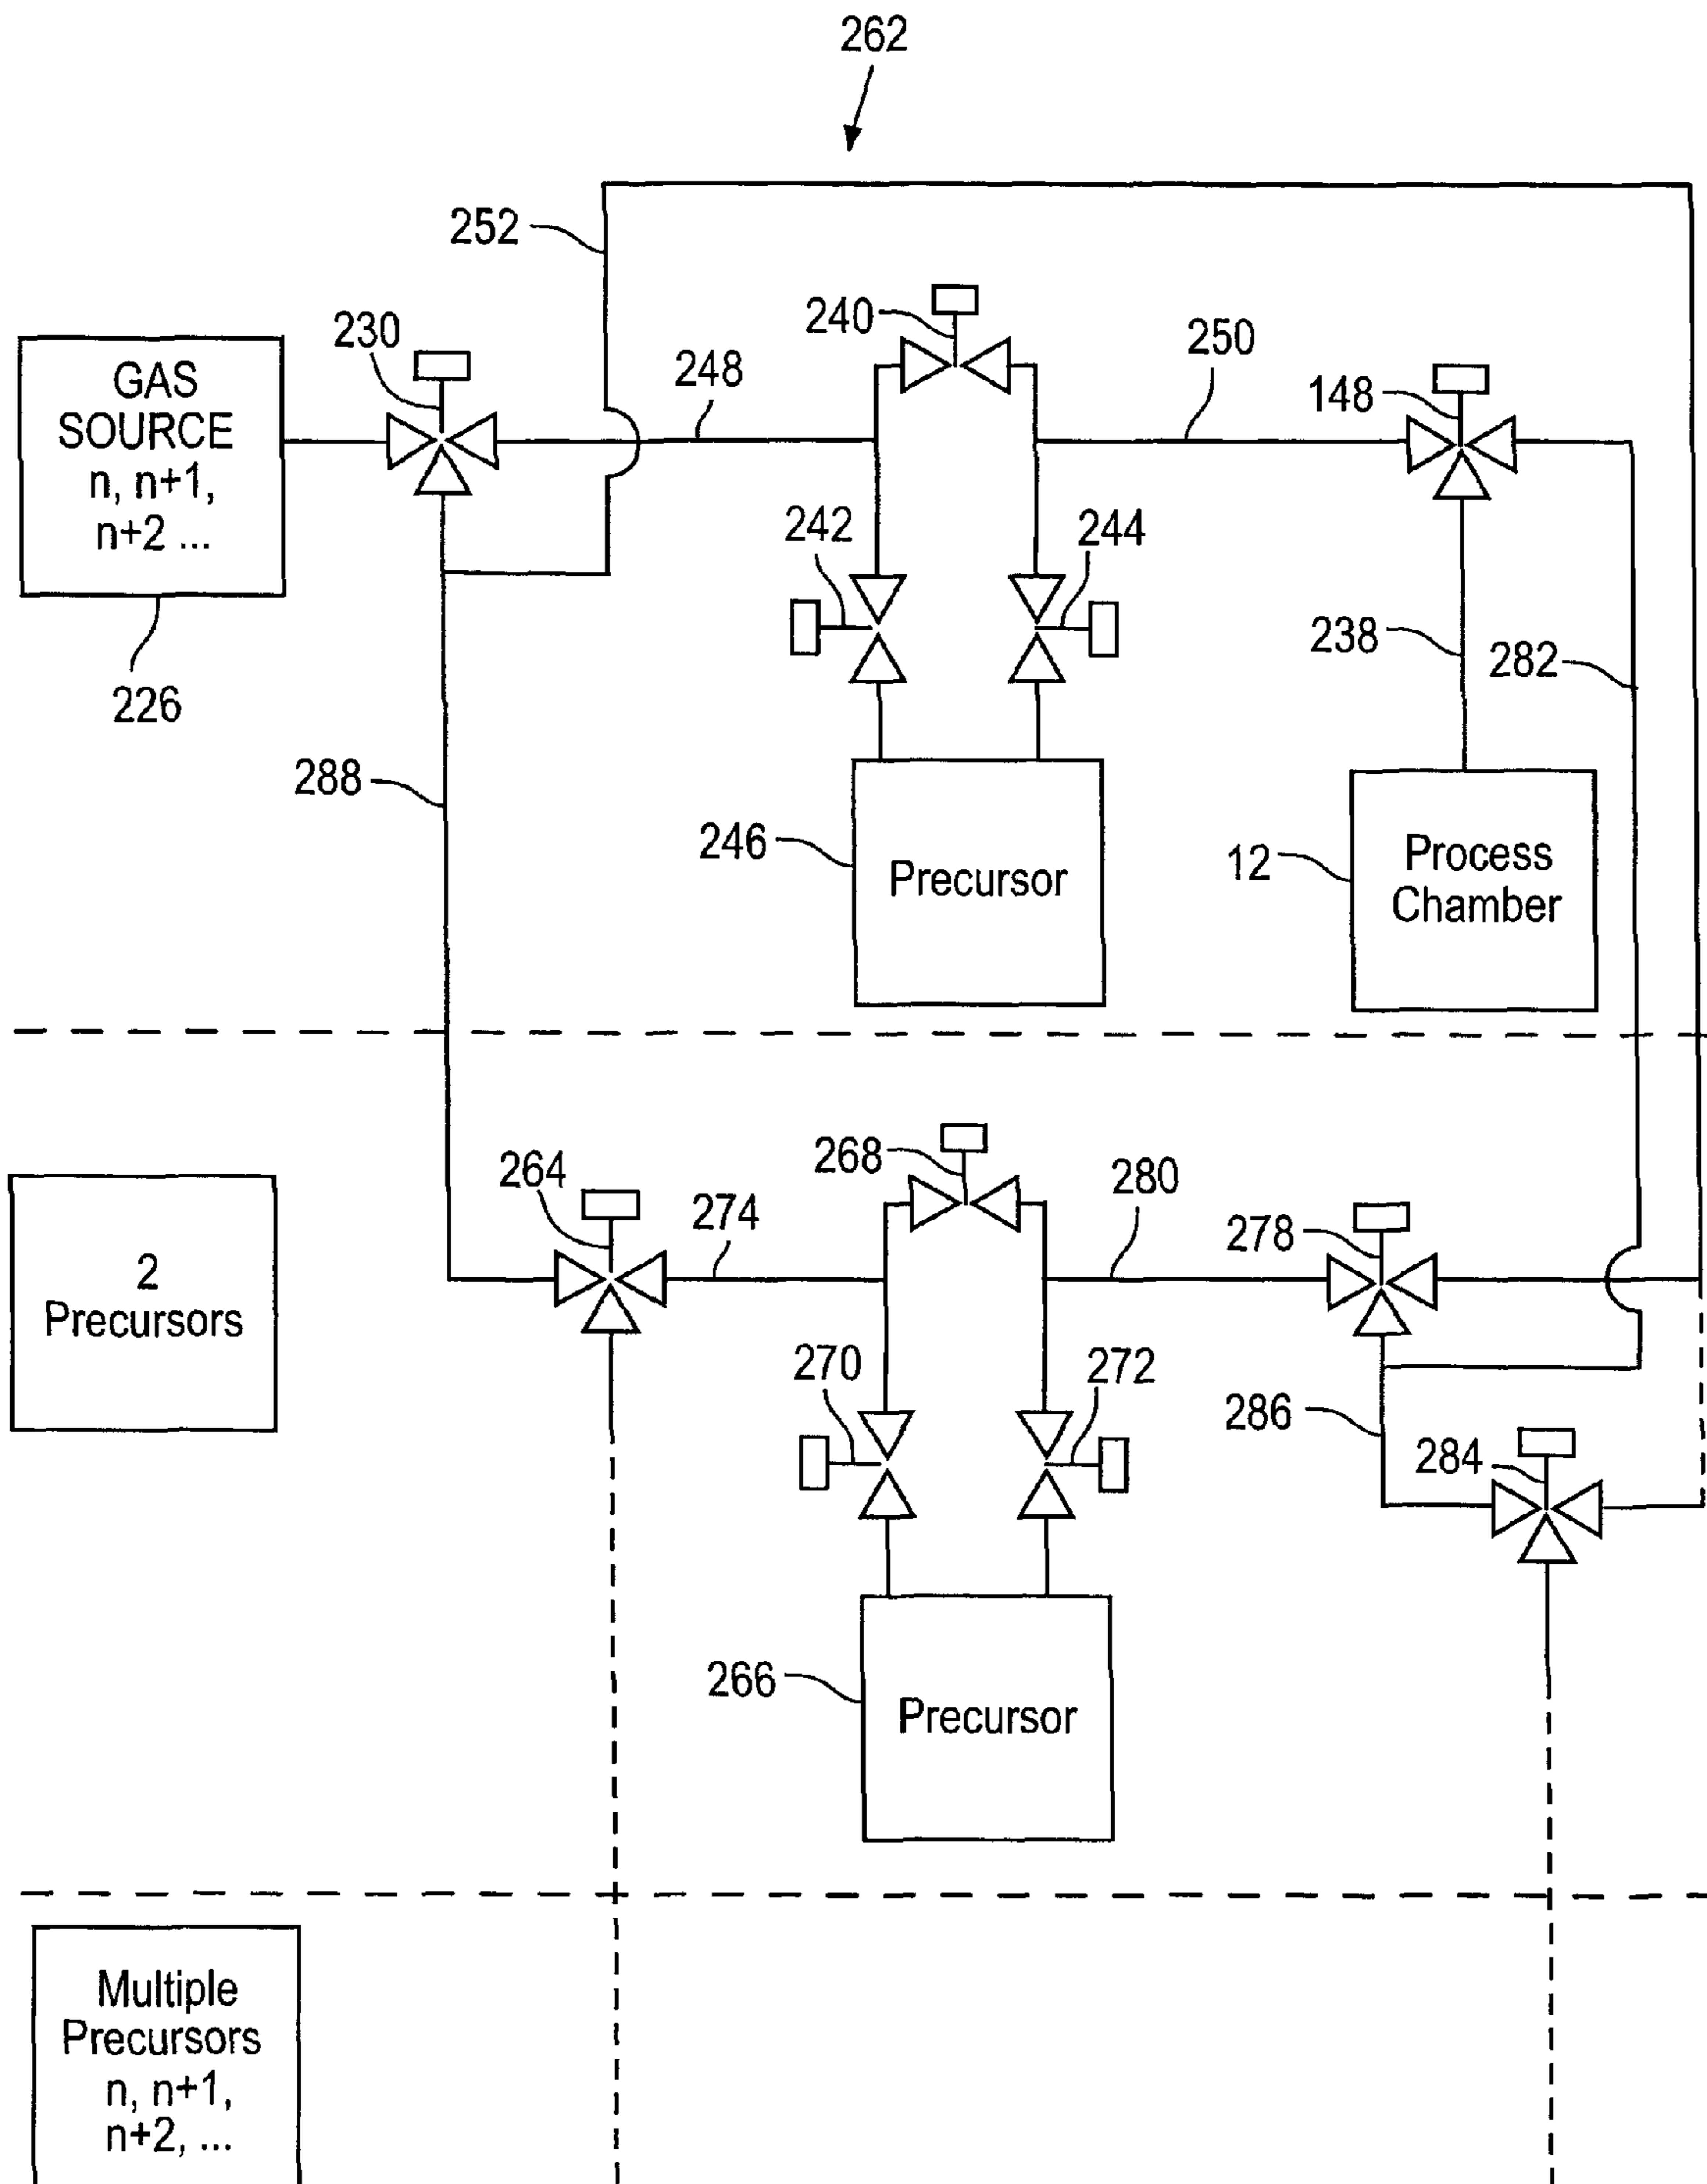 262
252
240
230
250
248
148
GAS
SOURCE
n, n+1,
n+2 ...
242
244
238
282
226
288
246
Precursor
12
Process
Chamber
264
268
280
274
278
2
Precursors
270
272
286
284
266
Precursor
Multiple
Precursors
n, n+1,
n+2, ...